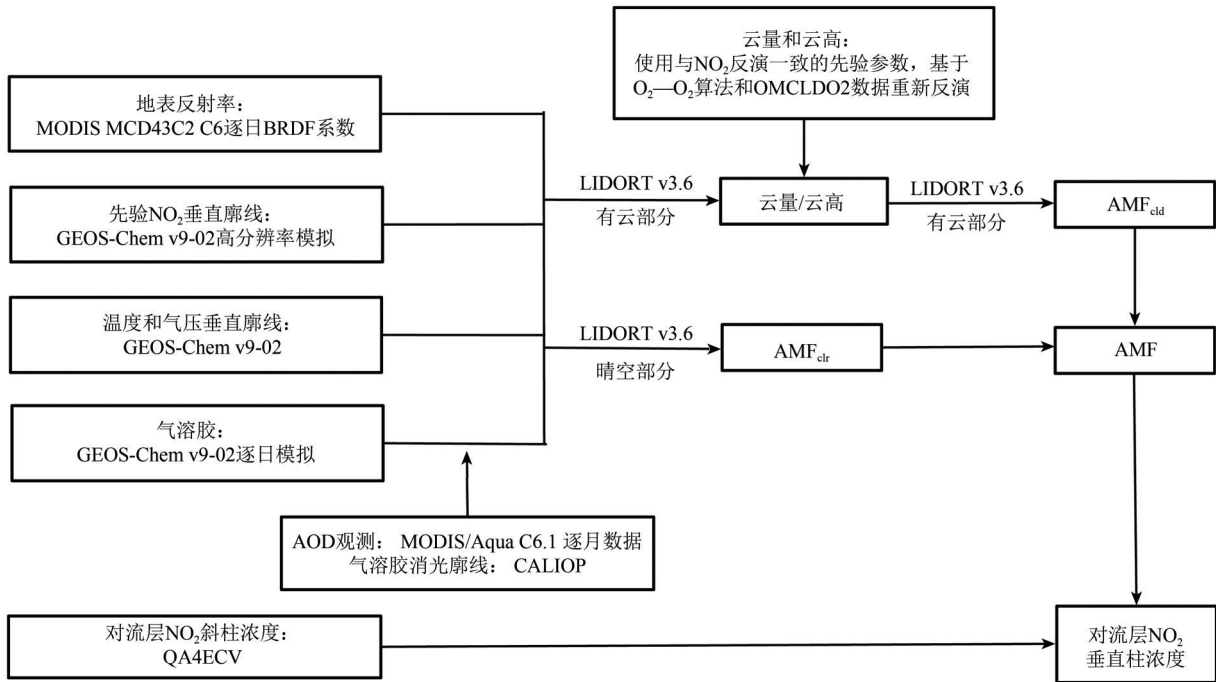 云量和云高：
使用与NO₂反演一致的先验参数，基于
O₂—O₂算法和OMCLDO2数据重新反演
地表反射率：
MODIS MCD43C2 C6逐日BRDF系数
先验NO₂垂直廓线：
GEOS-Chem v9-02高分辨率模拟
温度和气压垂直廓线：
GEOS-Chem v9-02
气溶胶：
GEOS-Chem v9-02逐日模拟
LIDORT v3.6
有云部分
云量/云高
LIDORT v3.6
有云部分
AMFcld
LIDORT v3.6
晴空部分
AMFclr
AMF
AOD观测： MODIS/Aqua C6.1 逐月数据
气溶胶消光廓线： CALIOP
对流层NO₂斜柱浓度：
QA4ECV
对流层NO₂
垂直柱浓度